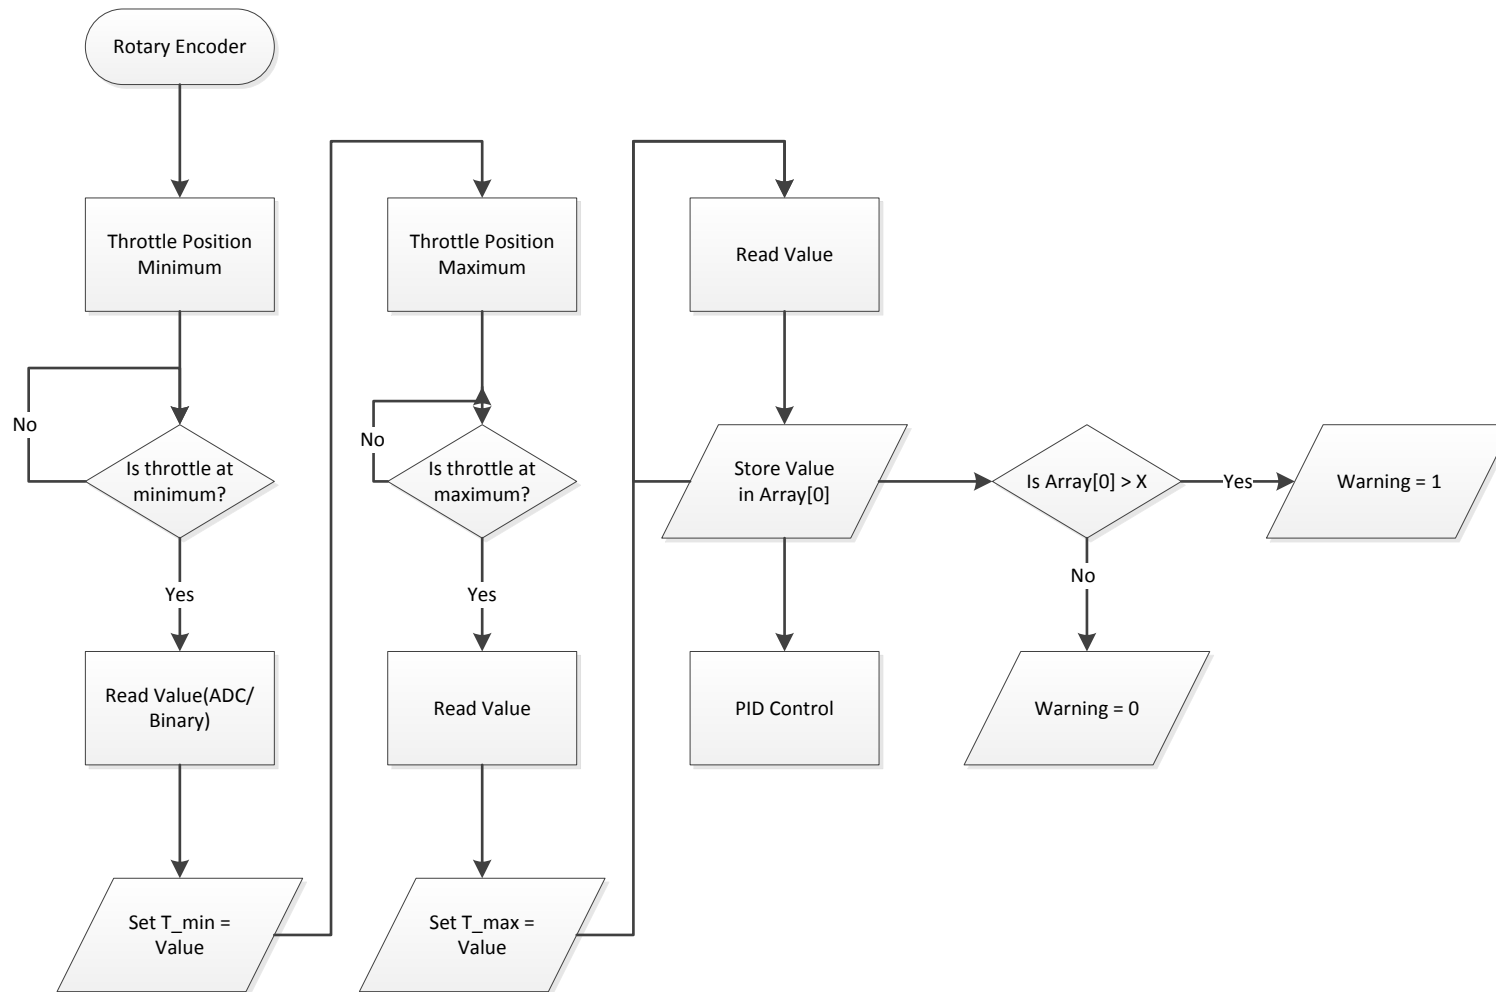 Rotary Encoder
Throttle Position
Minimum
No
Is throttle at
minimum?
Yes
Read Value(ADC/
Binary)
Set T_min =
Value
Throttle Position
Maximum
No
Is throttle at
maximum?
Yes
Read Value
Set T_max =
Value
Read Value
Store Value
in Array[0]
PID Control
Is Array[0] > X
Yes
Warning = 1
No
Warning = 0